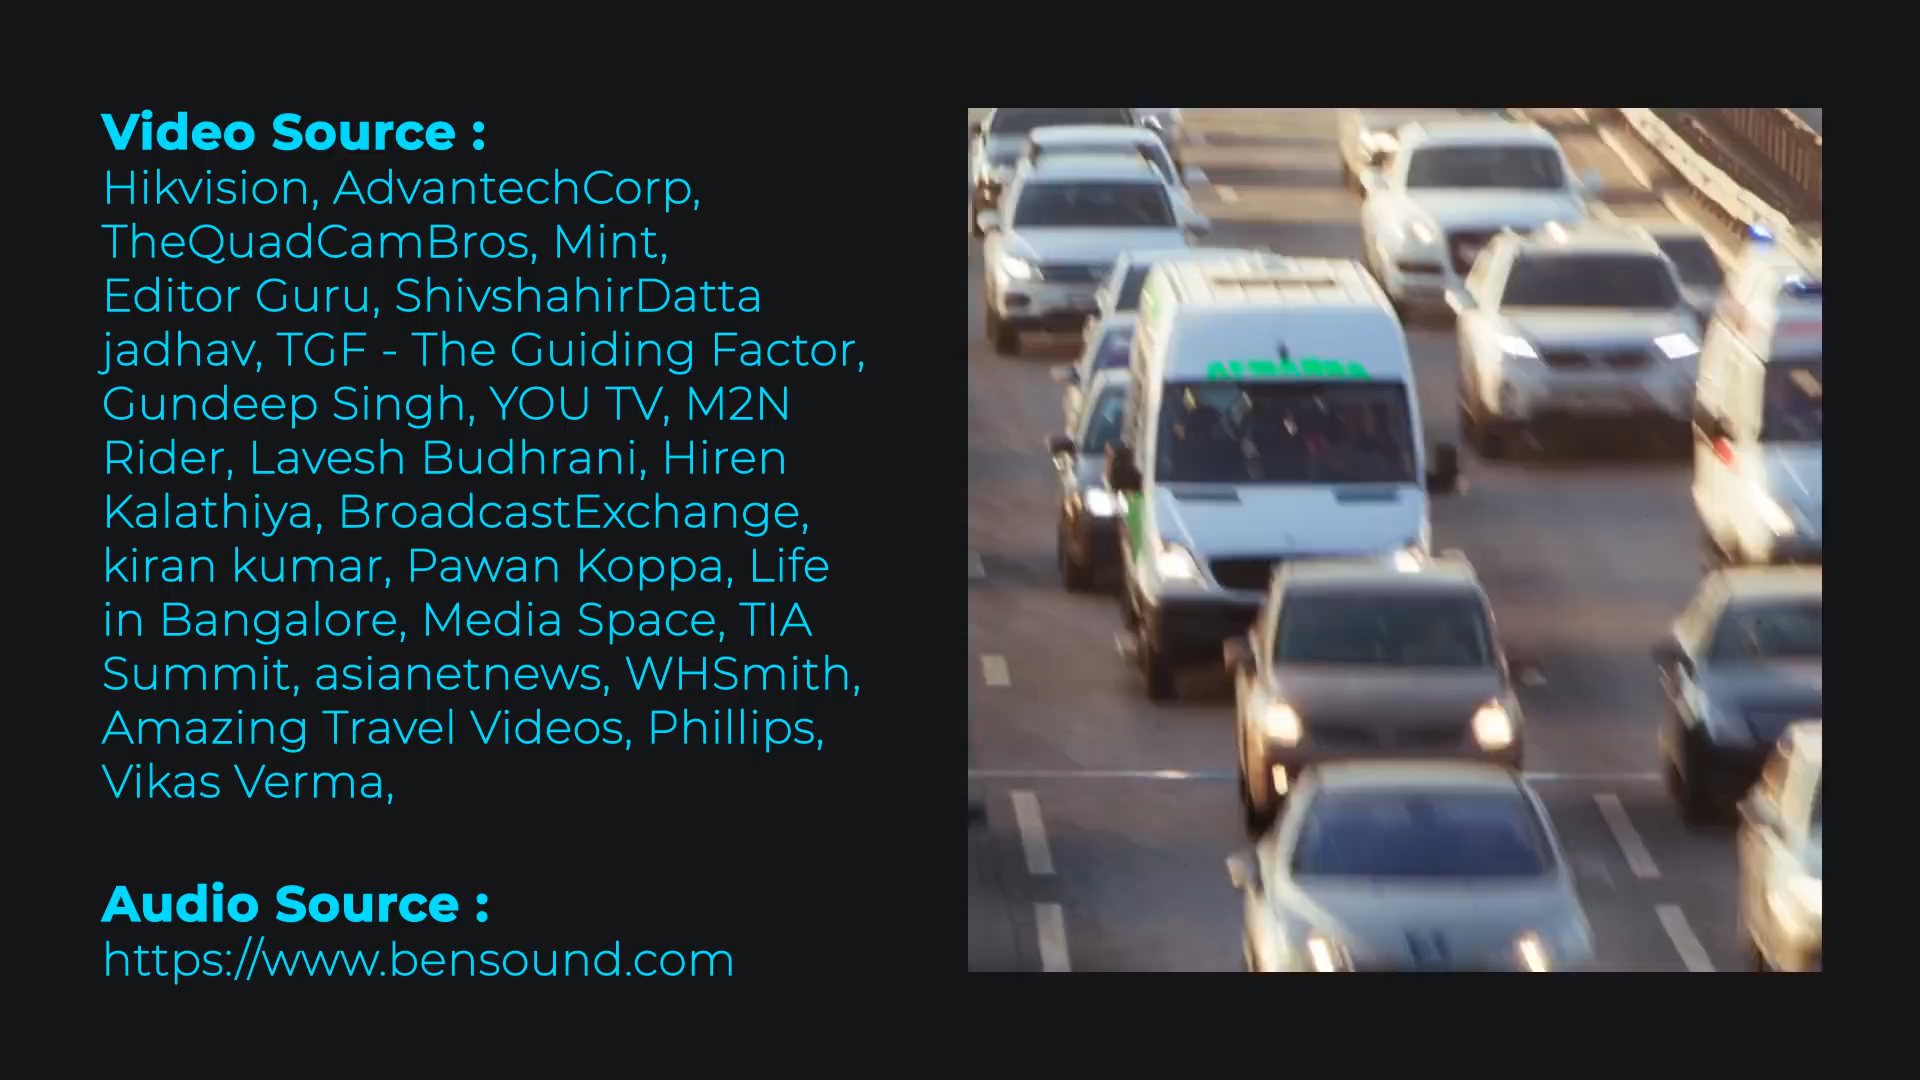 Video Source :
Hikvision, AdvantechCorp,
TheQuadCamBros, Mint,
Editor Guru, ShivshahirDatta
jadhav, TGF - The Guiding Factor,
Gundeep Singh, YOU TV, M2N
Rider, Lavesh Budhrani, Hiren
Kalathiya, BroadcastExchange,
kiran kumar, Pawan Koppa, Life
in Bangalore, Media Space, TIA
Summit, asianetnews, WHSmith,
Amazing Travel Videos, Phillips,
Vikas Verma,
Audio Source :
https://www.bensound.com